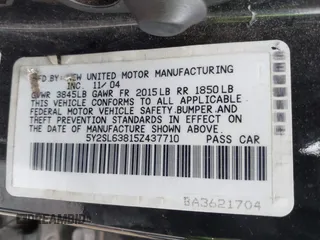 MFD.BY: NEW UNITED MOTOR MANUFACTURING
INC. 11/04
GVWR 3845LB GAWR FR 2015LB RR 1850LB
THIS VEHICLE CONFORMS TO ALL APPLICABLE
FEDERAL MOTOR VEHICLE SAFETY,BUMPER,AND
THEFT PREVENTION STANDARDS IN EFFECT ON
THE DATE OF MANUFACTURE SHOWN ABOVE.
5Y2SL63815Z437710 PASS CAR
BA3621704